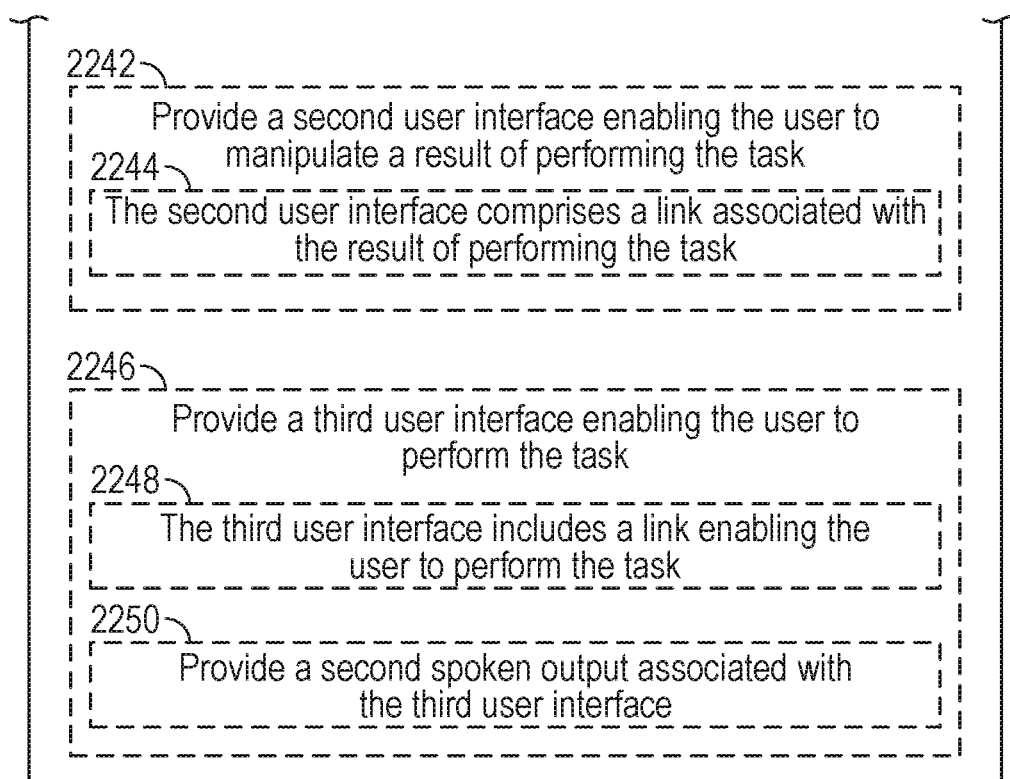 2242
Provide a second user interface enabling the user to
manipulate a result of performing the task
2244
The second user interface comprises a link associated with
the result of performing the task
2246
Provide a third user interface enabling the user to
perform the task
2248
The third user interface includes a link enabling the
user to perform the task
2250
Provide a second spoken output associated with
the third user interface